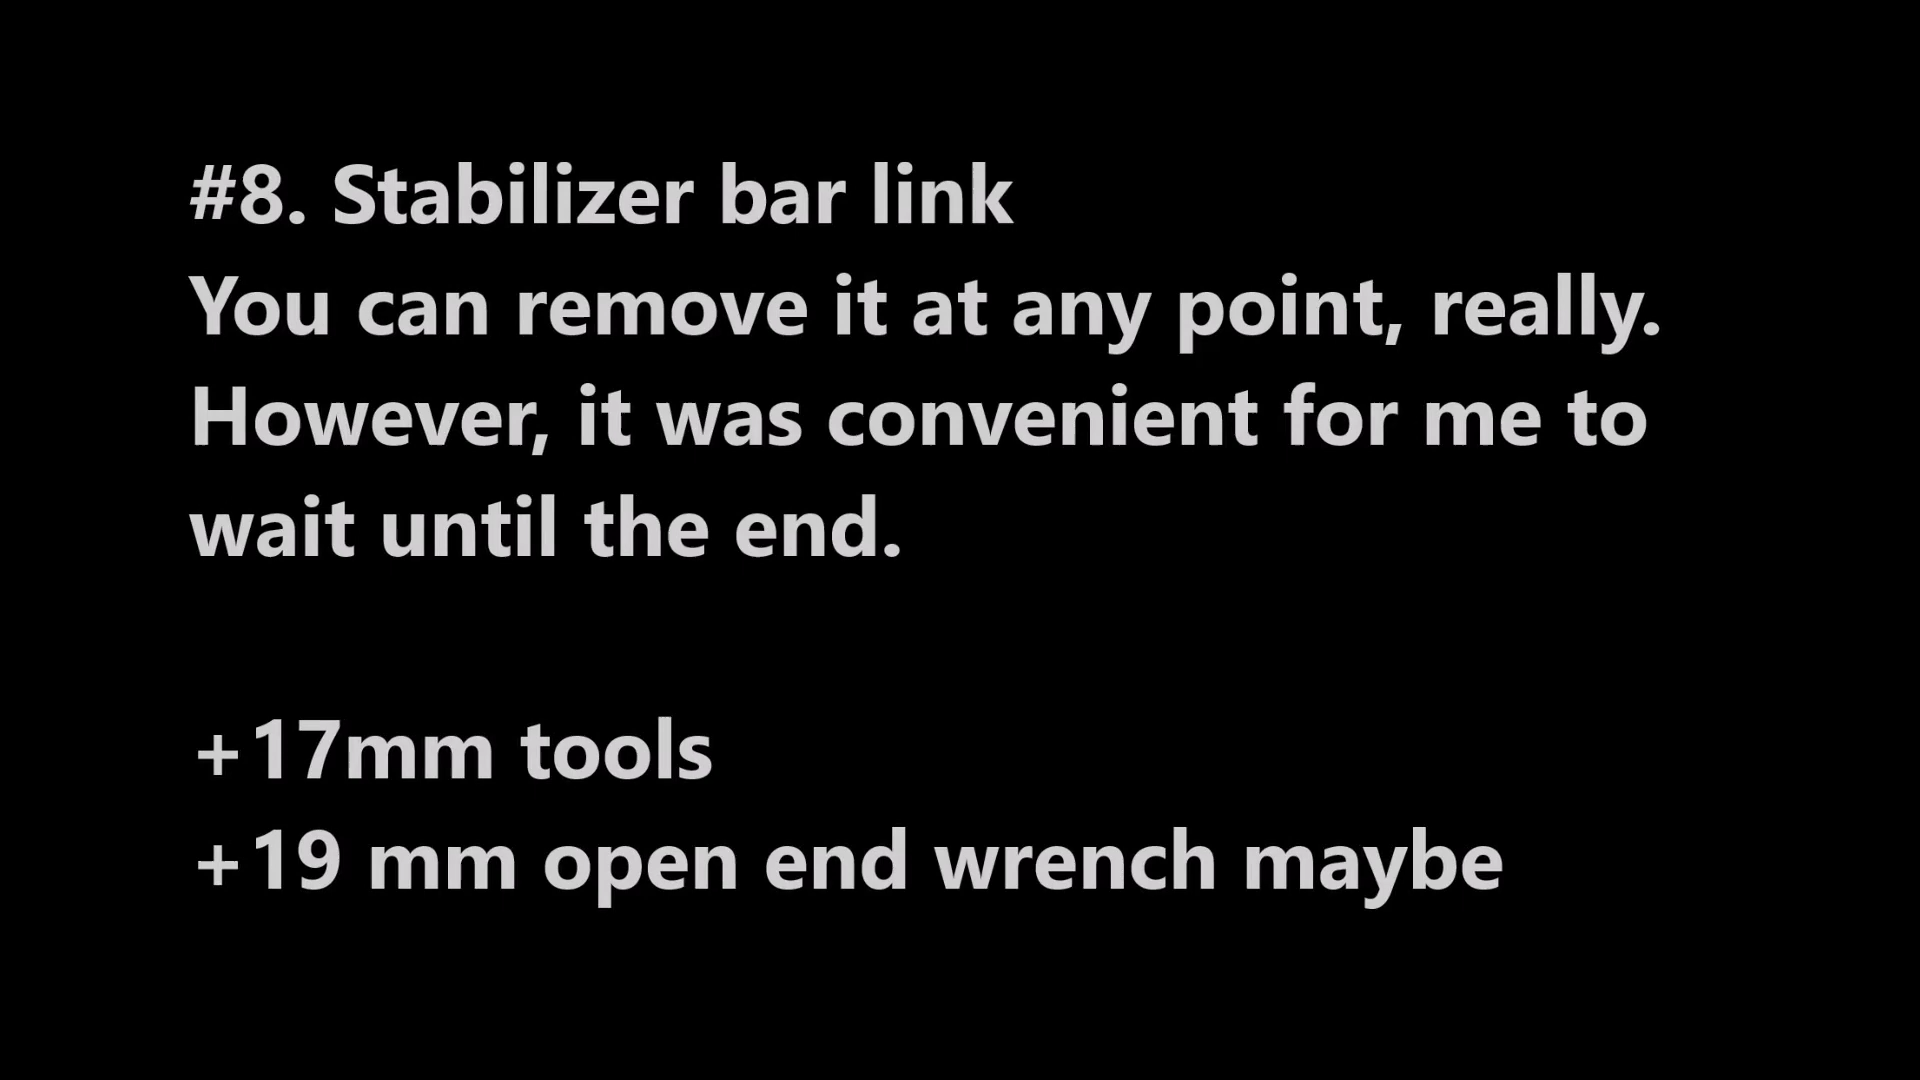 #8. Stabilizer bar link
You can remove it at any point, really.
However, it was convenient for me to
wait until the end.
+17mm tools
+19 mm open end wrench maybe